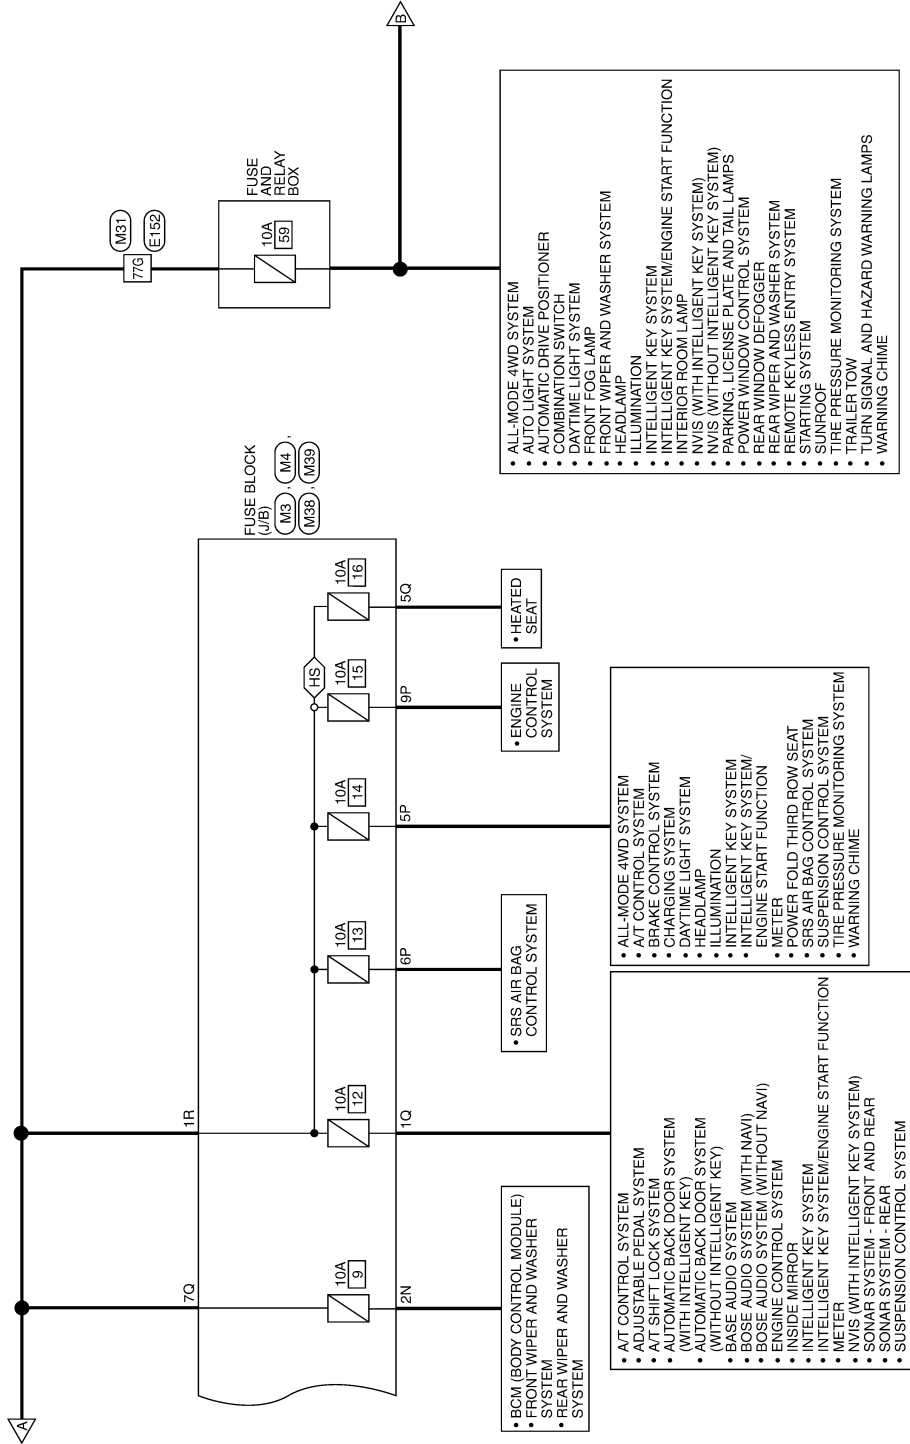 A
7Q
1R
M31
77G
E152
B
FUSE BLOCK
(J/B)
M3 , M4 ,
M38 , M39
FUSE
AND
RELAY
BOX
10A
9
10A
12
10A
13
10A
14
HS
10A
15
10A
16
10A
59
2N
1Q
6P
5P
9P
5Q
• BCM (BODY CONTROL MODULE)
• FRONT WIPER AND WASHER
SYSTEM
• REAR WIPER AND WASHER
SYSTEM
• A/T CONTROL SYSTEM
• ADJUSTABLE PEDAL SYSTEM
• A/T SHIFT LOCK SYSTEM
• AUTOMATIC BACK DOOR SYSTEM
(WITH INTELLIGENT KEY)
• AUTOMATIC BACK DOOR SYSTEM
(WITHOUT INTELLIGENT KEY)
• BASE AUDIO SYSTEM
• BOSE AUDIO SYSTEM (WITH NAVI)
• BOSE AUDIO SYSTEM (WITHOUT NAVI)
• ENGINE CONTROL SYSTEM
• INSIDE MIRROR
• INTELLIGENT KEY SYSTEM
• INTELLIGENT KEY SYSTEM/ENGINE START FUNCTION
• METER
• NVIS (WITH INTELLIGENT KEY SYSTEM)
• SONAR SYSTEM - FRONT AND REAR
• SONAR SYSTEM - REAR
• SUSPENSION CONTROL SYSTEM
• SRS AIR BAG
CONTROL SYSTEM
• ALL-MODE 4WD SYSTEM
• A/T CONTROL SYSTEM
• BRAKE CONTROL SYSTEM
• CHARGING SYSTEM
• DAYTIME LIGHT SYSTEM
• HEADLAMP
• ILLUMINATION
• INTELLIGENT KEY SYSTEM
• INTELLIGENT KEY SYSTEM/
ENGINE START FUNCTION
• METER
• POWER FOLD THIRD ROW SEAT
• SRS AIR BAG CONTROL SYSTEM
• SUSPENSION CONTROL SYSTEM
• TIRE PRESSURE MONITORING SYSTEM
• WARNING CHIME
• ENGINE
CONTROL
SYSTEM
• HEATED
SEAT
• ALL-MODE 4WD SYSTEM
• AUTO LIGHT SYSTEM
• AUTOMATIC DRIVE POSITIONER
• COMBINATION SWITCH
• DAYTIME LIGHT SYSTEM
• FRONT FOG LAMP
• FRONT WIPER AND WASHER SYSTEM
• HEADLAMP
• ILLUMINATION
• INTELLIGENT KEY SYSTEM
• INTELLIGENT KEY SYSTEM/ENGINE START FUNCTION
• INTERIOR ROOM LAMP
• NVIS (WITH INTELLIGENT KEY SYSTEM)
• NVIS (WITHOUT INTELLIGENT KEY SYSTEM)
• PARKING, LICENSE PLATE AND TAIL LAMPS
• POWER WINDOW CONTROL SYSTEM
• REAR WINDOW DEFOGGER
• REAR WIPER AND WASHER SYSTEM
• REMOTE KEYLESS ENTRY SYSTEM
• STARTING SYSTEM
• SUNROOF
• TIRE PRESSURE MONITORING SYSTEM
• TRAILER TOW
• TURN SIGNAL AND HAZARD WARNING LAMPS
• WARNING CHIME